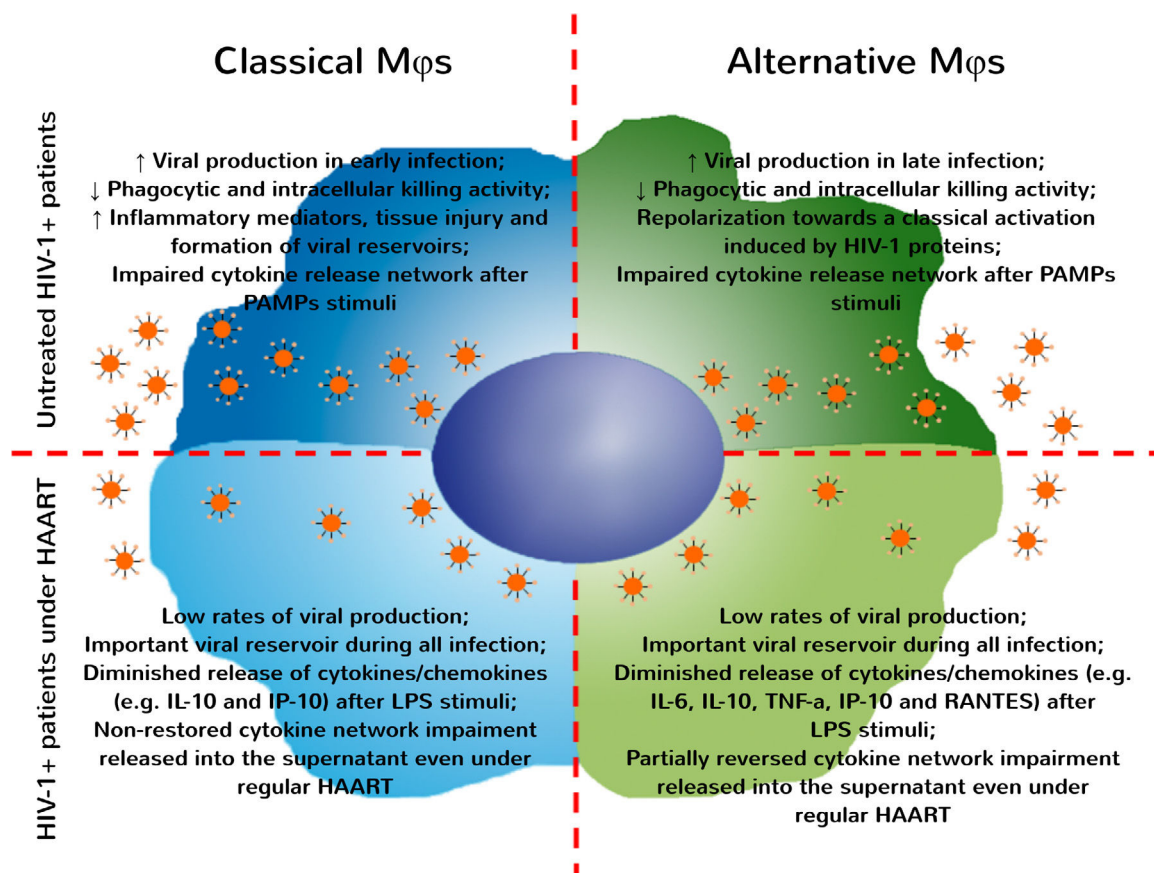 Classical Mφs
Alternative Mφs
Untreated HIV-1+ patients
↑ Viral production in early infection;
↓ Phagocytic and intracellular killing activity;
↑ Inflammatory mediators, tissue injury and
formation of viral reservoirs;
Impaired cytokine release network after
PAMPs stimuli
↑ Viral production in late infection;
↓ Phagocytic and intracellular killing activity;
Repolarization towards a classical activation
induced by HIV-1 proteins;
Impaired cytokine release network after PAMPs
stimuli
HIV-1+ patients under HAART
Low rates of viral production;
Important viral reservoir during all infection;
Diminished release of cytokines/chemokines
(e.g. IL-10 and IP-10) after LPS stimuli;
Non-restored cytokine network impaiment
released into the supernatant even under
regular HAART
Low rates of viral production;
Important viral reservoir during all infection;
Diminished release of cytokines/chemokines (e.g.
IL-6, IL-10, TNF-a, IP-10 and RANTES) after
LPS stimuli;
Partially reversed cytokine network impairment
released into the supernatant even under
regular HAART